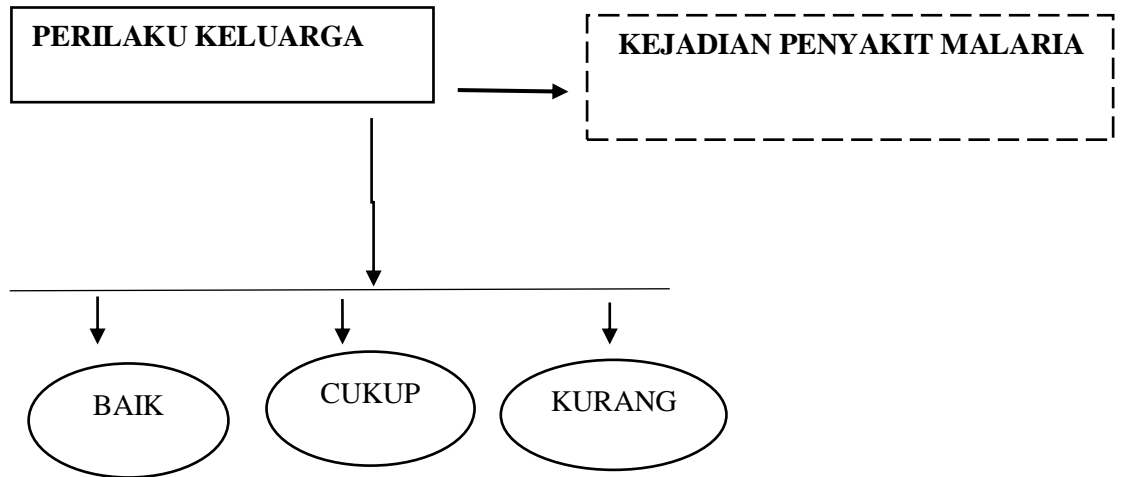 PERILAKU KELUARGA
KEJADIAN PENYAKIT MALARIA
BAIK
CUKUP
KURANG